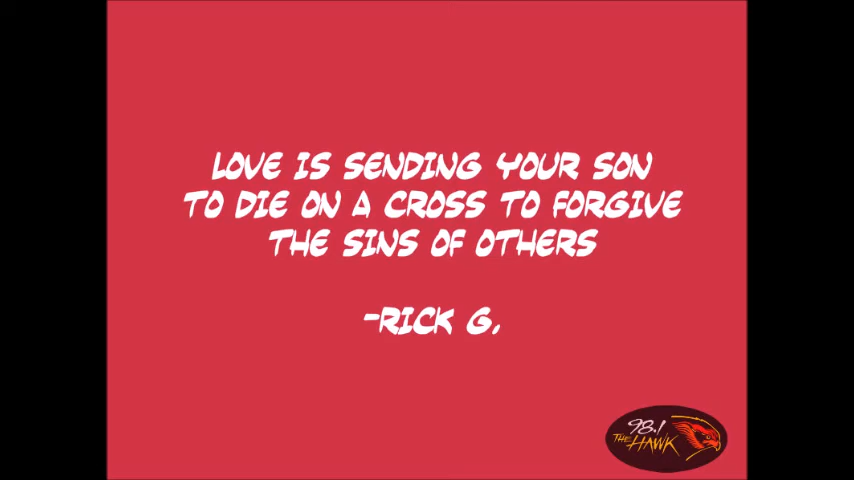 LOVE IS SENDING YOUR SON
TO DIE ON A CROSS TO FORGIVE
THE SINS OF OTHERS
-RICK G.
98.1
THE HAWK